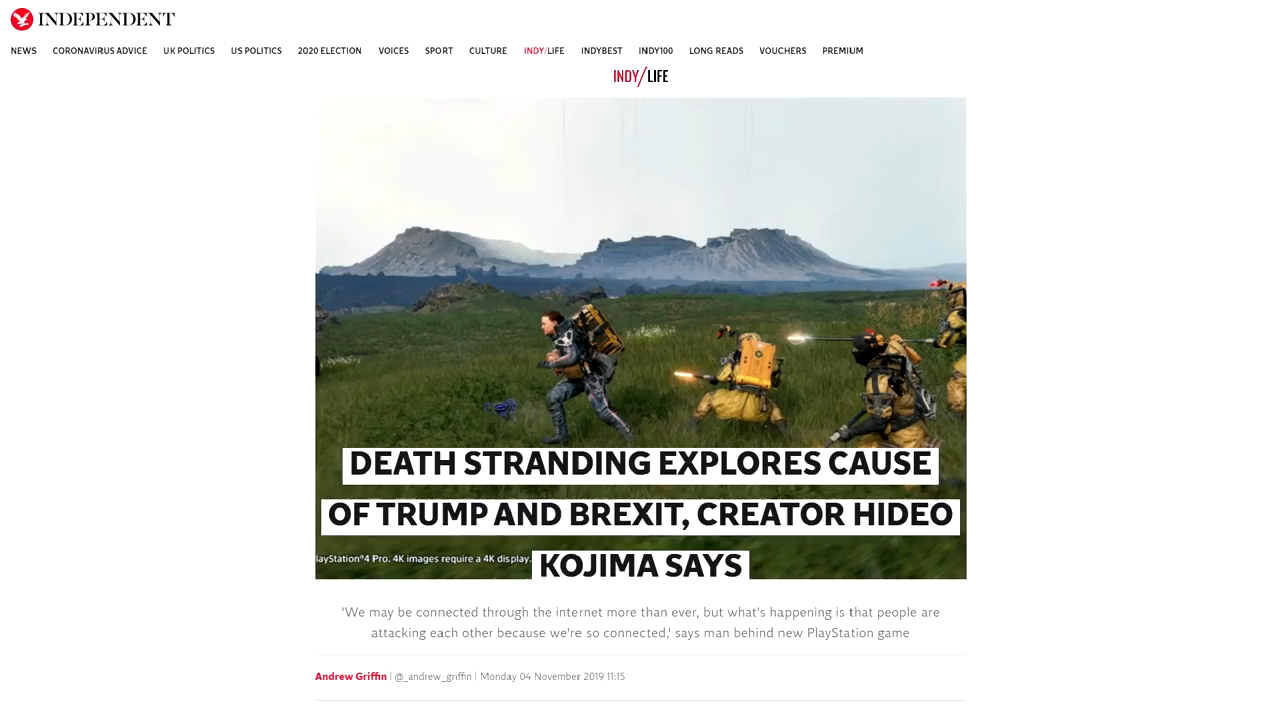 INDEPENDENT
NEWS CORONAVIRUS ADVICE UK POLITICS US POLITICS 2020 ELECTION VOICES SPORT CULTURE INDY/LIFE INDYBEST INDY100 LONG READS VOUCHERS PREMIUM
INDY/LIFE
DEATH STRANDING EXPLORES CAUSE
OF TRUMP AND BREXIT, CREATOR HIDEO
KOJIMA SAYS
layStation®4 Pro. 4K images require a 4K display.
'We may be connected through the internet more than ever, but what's happening is that people are
attacking each other because we're so connected,' says man behind new PlayStation game
Andrew Griffin | @_andrew_griffin | Monday 04 November 2019 11:15